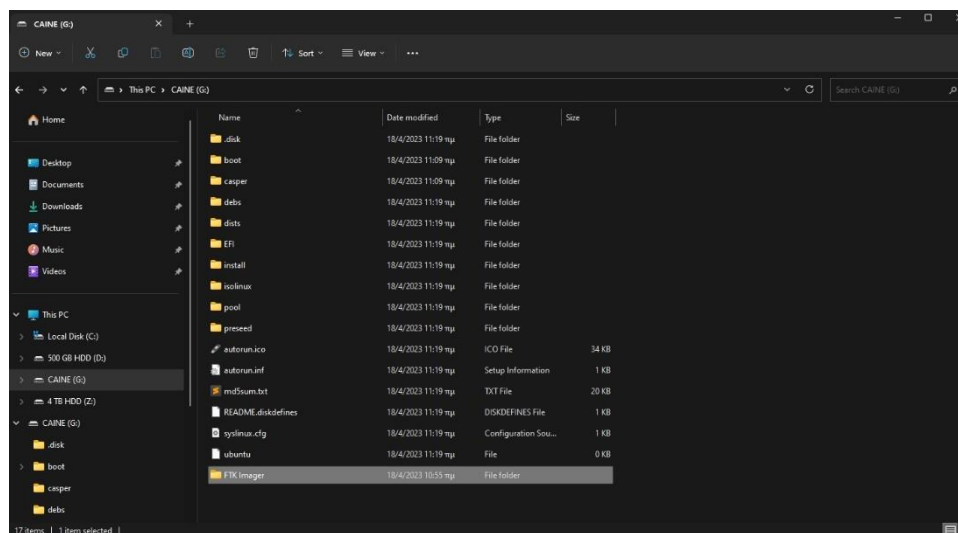 CAINE (G:)
New Sort View
This PC CAINE (G:) Search CAINE (G:)
Home
Desktop
Documents
Downloads
Pictures
Music
Videos
This PC
Local Disk (C:)
500 GB HDD (D:)
CAINE (G:)
4 TB HDD (Z:)
CAINE (G:)
.disk
boot
casper
debs
Name Date modified Type Size
.disk 18/4/2023 11:19 πμ File folder
boot 18/4/2023 11:09 πμ File folder
casper 18/4/2023 11:09 πμ File folder
debs 18/4/2023 11:19 πμ File folder
dists 18/4/2023 11:19 πμ File folder
EFI 18/4/2023 11:19 πμ File folder
install 18/4/2023 11:19 πμ File folder
isolinux 18/4/2023 11:19 πμ File folder
pool 18/4/2023 11:19 πμ File folder
preseed 18/4/2023 11:19 πμ File folder
autorun.ico 18/4/2023 11:19 πμ ICO File 34 KB
autorun.inf 18/4/2023 11:19 πμ Setup Information 1 KB
md5sum.txt 18/4/2023 11:19 πμ TXT File 20 KB
README.diskdefines 18/4/2023 11:19 πμ DISKDEFINES File 1 KB
syslinux.cfg 18/4/2023 11:19 πμ Configuration Sou... 1 KB
ubuntu 18/4/2023 11:19 πμ File 0 KB
FTK Imager 18/4/2023 10:55 πμ File folder
17 items 1 item selected